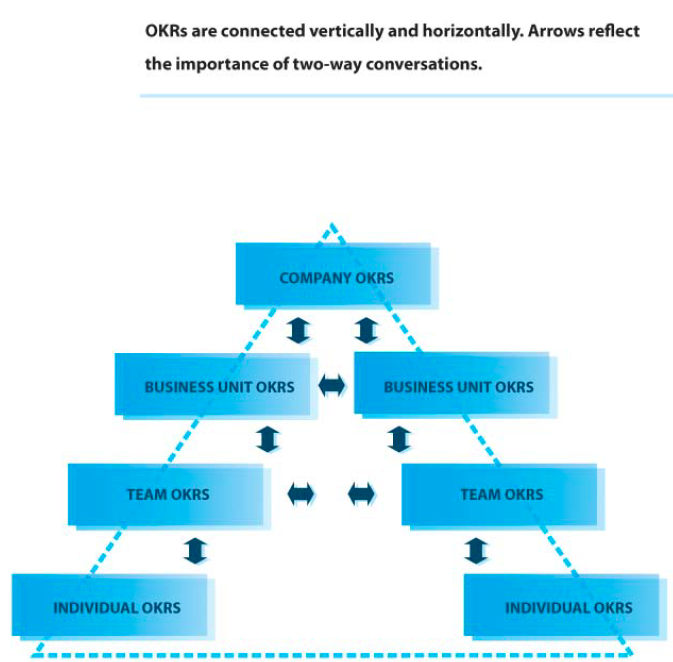 OKRs are connected vertically and horizontally. Arrows reflect
the importance of two-way conversations.
COMPANY OKRS
BUSINESS UNIT OKRS
BUSINESS UNIT OKRS
TEAM OKRS
TEAM OKRS
INDIVIDUAL OKRS
INDIVIDUAL OKRS